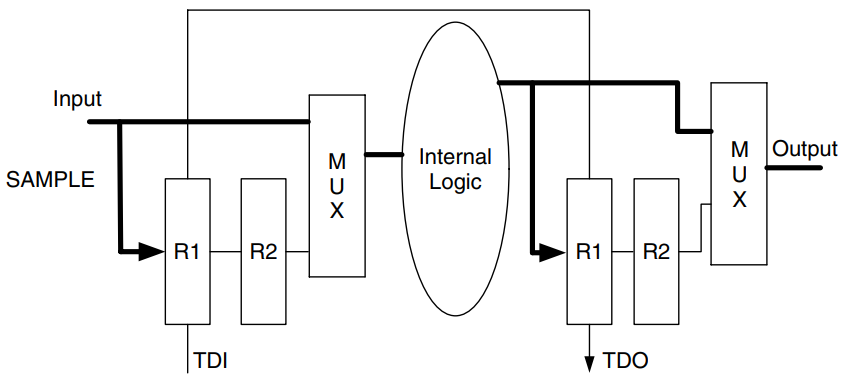 Input
SAMPLE
R1
R2
M
U
X
Internal
Logic
R1
R2
M
U
X
Output
TDI
TDO